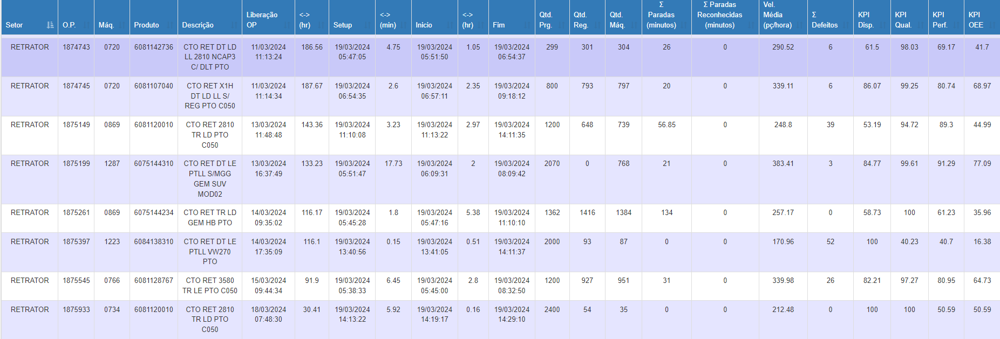 Setor O.P. Máq. Produto Descrição Liberação OP <-> (hr) Setup <-> (min) Inicio <-> (hr) Fim Qtd. Prg. Qtd. Reg. Qtd. Máq. Σ Paradas (minutos) Σ Paradas Reconhecidas (minutos) Vel. Média (pç/hora) Σ Defeitos KPI Disp. KPI Qual. KPI Perf. KPI OEE
RETRATOR 1874743 0720 6081142736 CTO RET DT LD LL 2810 NCAP3 C/ DLT PTO 11/03/2024 11:13:24 186.56 19/03/2024 05:47:05 4.75 19/03/2024 05:51:50 1.05 19/03/2024 06:54:37 299 301 304 26 0 290.52 6 61.5 98.03 69.17 41.7
RETRATOR 1874745 0720 6081107040 CTO RET X1H DT LD LL S/ REG PTO C050 11/03/2024 11:14:34 187.67 19/03/2024 06:54:35 2.6 19/03/2024 06:57:11 2.35 19/03/2024 09:18:12 800 793 797 20 0 339.11 6 86.07 99.25 80.74 68.97
RETRATOR 1875149 0869 6081120010 CTO RET 2810 TR LD PTO C050 13/03/2024 11:48:48 143.36 19/03/2024 11:10:08 3.23 19/03/2024 11:13:22 2.97 19/03/2024 14:11:35 1200 648 739 56.85 0 248.8 39 53.19 94.72 89.3 44.99
RETRATOR 1875199 1287 6075144310 CTO RET DT LE PTLL S/MGG GEM SUV MOD02 13/03/2024 16:37:49 133.23 19/03/2024 05:51:47 17.73 19/03/2024 06:09:31 2 19/03/2024 08:09:42 2070 0 768 21 0 383.41 3 84.77 99.61 91.29 77.09
RETRATOR 1875261 0869 6075144234 CTO RET TR LD GEM HB PTO 14/03/2024 09:35:02 116.17 19/03/2024 05:45:28 1.8 19/03/2024 05:47:16 5.38 19/03/2024 11:10:10 1362 1416 1384 134 0 257.17 0 58.73 100 61.23 35.96
RETRATOR 1875397 1223 6084138310 CTO RET DT LE PTLL VW270 PTO 14/03/2024 17:35:09 116.1 19/03/2024 13:40:56 0.15 19/03/2024 13:41:05 0.51 19/03/2024 14:11:37 2000 93 87 0 0 170.96 52 100 40.23 40.7 16.38
RETRATOR 1875545 0766 6081128767 CTO RET 3580 TR LE PTO C050 15/03/2024 09:44:34 91.9 19/03/2024 05:38:33 6.45 19/03/2024 05:45:00 2.8 19/03/2024 08:32:50 1200 927 951 31 0 339.98 26 82.21 97.27 80.95 64.73
RETRATOR 1875933 0734 6081120010 CTO RET 2810 TR LD PTO C050 18/03/2024 07:48:30 30.41 19/03/2024 14:13:22 5.92 19/03/2024 14:19:17 0.16 19/03/2024 14:29:10 2400 54 35 0 0 212.48 0 100 100 50.59 50.59